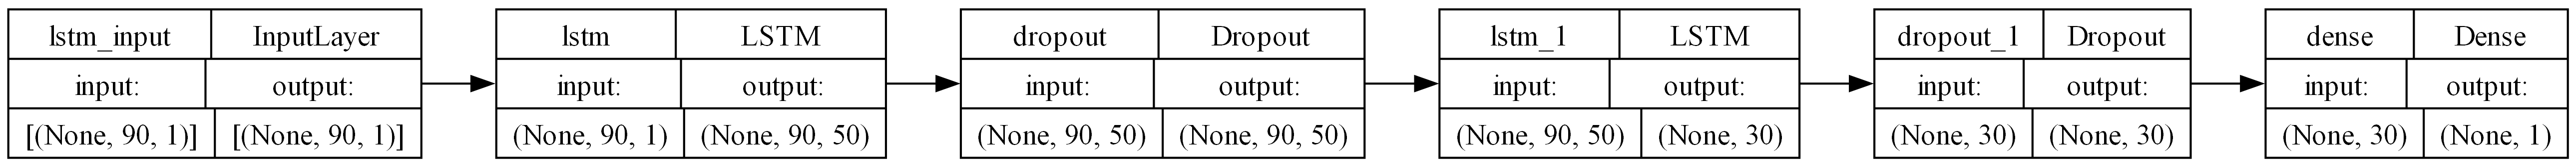 lstm_input InputLayer
input: output:
[(None, 90, 1)] [(None, 90, 1)]
lstm LSTM
input: output:
(None, 90, 1) (None, 90, 50)
dropout Dropout
input: output:
(None, 90, 50) (None, 90, 50)
lstm_1 LSTM
input: output:
(None, 90, 50) (None, 30)
dropout_1 Dropout
input: output:
(None, 30) (None, 30)
dense Dense
input: output:
(None, 30) (None, 1)